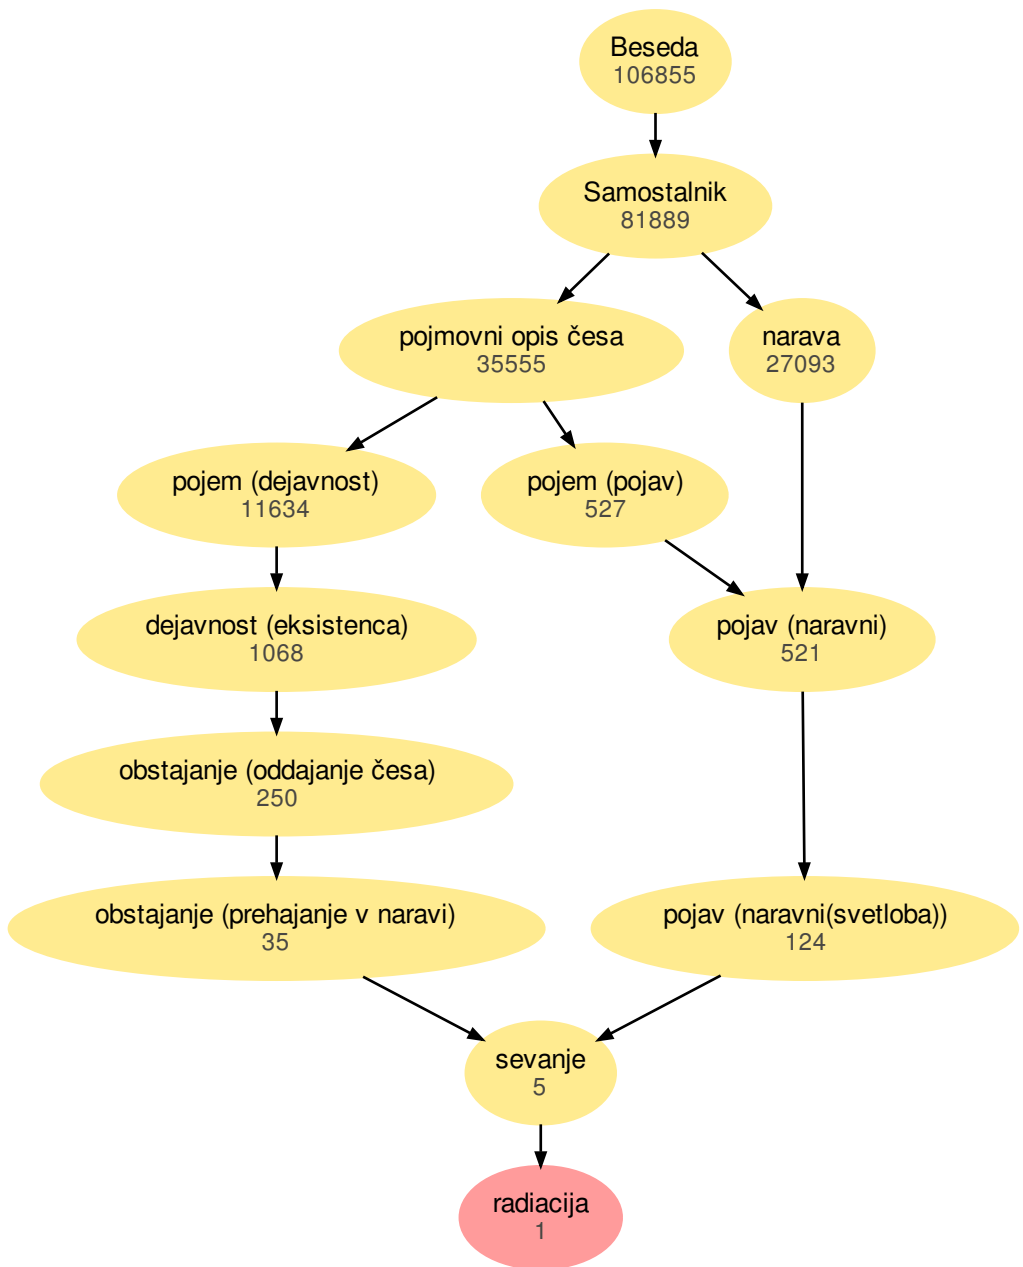 Beseda
106855
Samostalnik
81889
pojmovni opis česa
35555
narava
27093
pojem (dejavnost)
11634
pojem (pojav)
527
dejavnost (eksistenca)
1068
pojav (naravni)
521
obstajanje (oddajanje česa)
250
obstajanje (prehajanje v naravi)
35
pojav (naravni(svetloba))
124
sevanje
5
radiacija
1